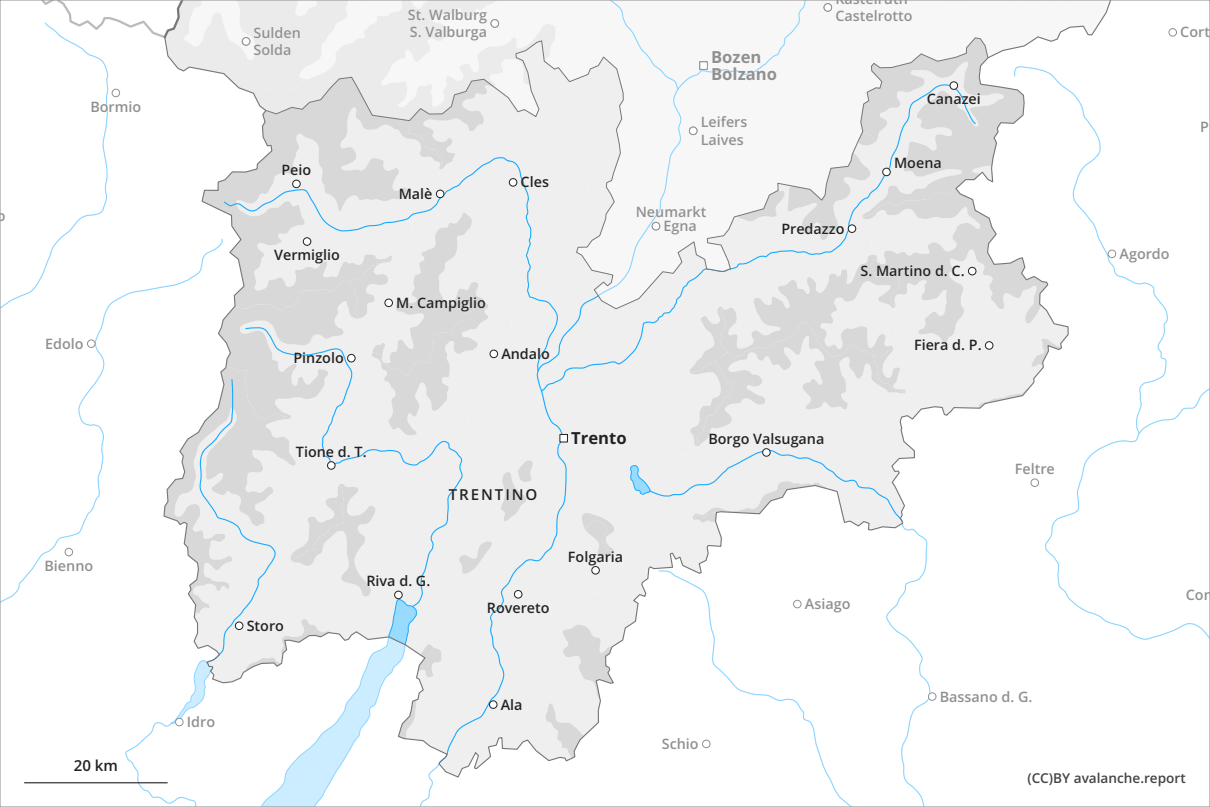 Kastelruth
Castelrotto
St. Walburg
S. Valburga
Sulden
Solda
Cort
Bozen
Bolzano
Canazei
Bormio
Leifers
Laives
P
Moena
Peio
Malè
Cles
Neumarkt
Egna
Predazzo
Vermiglio
Agordo
S. Martino d. C.
M. Campiglio
Edolo
Pinzolo
Andalo
Fiera d. P.
Trento
Borgo Valsugana
Tione d. T.
Feltre
TRENTINO
Folgaria
Bienno
Riva d. G.
Rovereto
Asiago
Cor
Storo
Ala
Bassano d. G.
Idro
Schio
20 km
(CC)BY avalanche.report